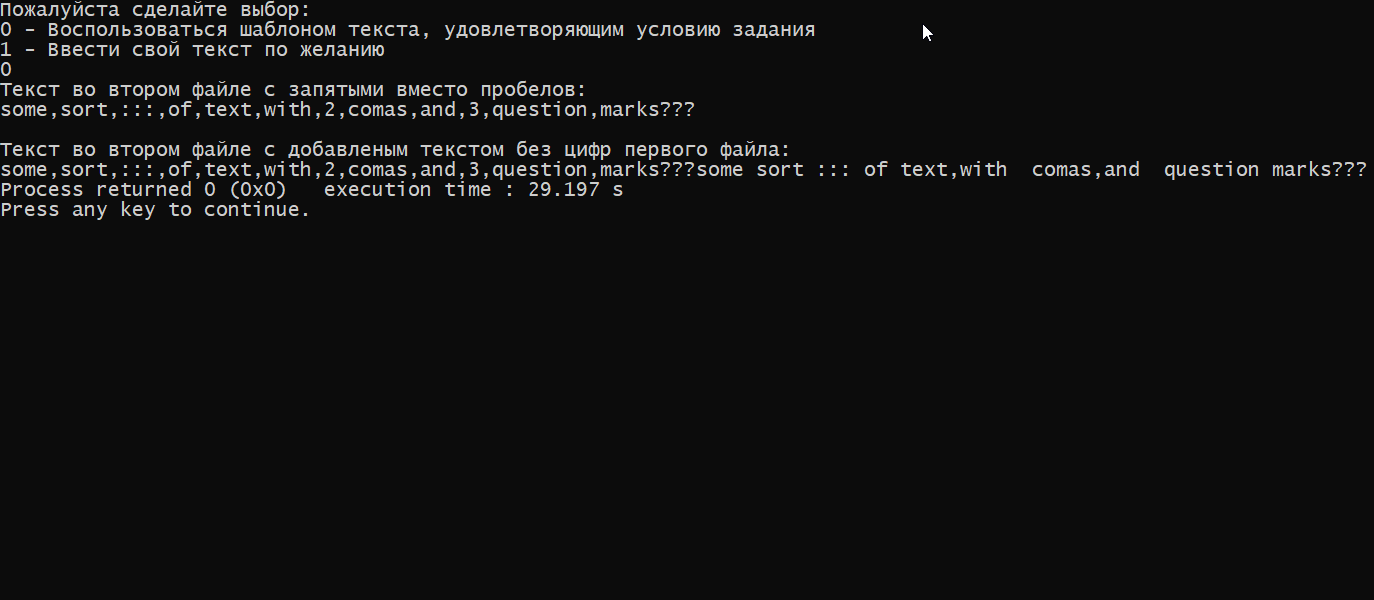 Пожалуйста сделайте выбор:
0 - Воспользоваться шаблоном текста, удовлетворяющим условию задания
1 - Ввести свой текст по желанию
0
Текст во втором файле с запятыми вместо пробелов:
some,sort,:::,of,text,with,2,comas,and,3,question,marks???
Текст во втором файле с добавленым текстом без цифр первого файла:
some,sort,:::,of,text,with,2,comas,and,3,question,marks???some sort ::: of text,with  comas,and  question marks???
Process returned 0 (0x0)   execution time : 29.197 s
Press any key to continue.